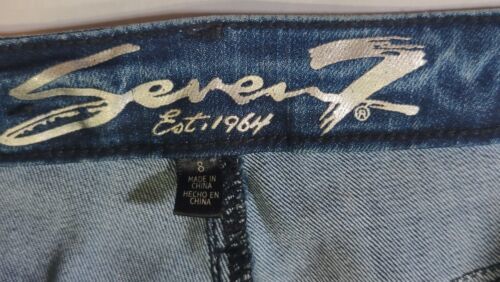 Seven7®
Est. 1964
8
MADE IN
CHINA
HECHO EN
CHINA